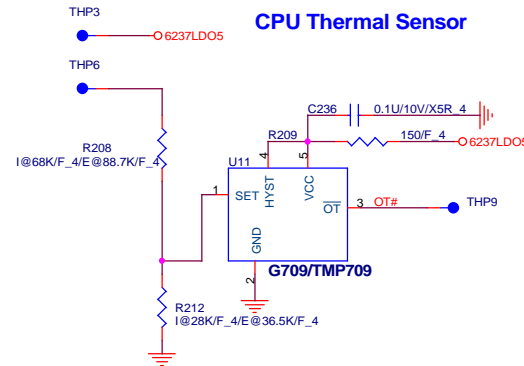 THP3
CPU Thermal Sensor
6237LDO5
THP6
C236
0.1U/10V/X5R_4
R208
I@68K/F_4/E@88.7K/F_4
R209
150/F_4
6237LDO5
U11
4
5
HYST
VCC
1
SET
OT
3
OT#
THP9
GND
2
G709/TMP709
R212
I@28K/F_4/E@36.5K/F_4